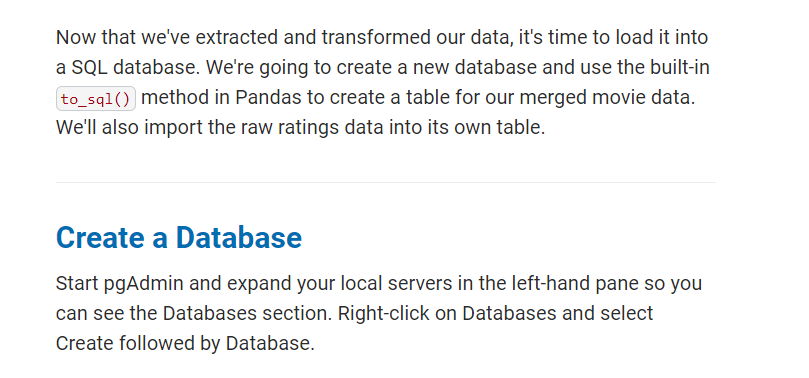 Now that we've extracted and transformed our data, it's time to load it into
a SQL database. We're going to create a new database and use the built-in
to_sql() method in Pandas to create a table for our merged movie data.
We'll also import the raw ratings data into its own table.
Create a Database
Start pgAdmin and expand your local servers in the left-hand pane so you
can see the Databases section. Right-click on Databases and select
Create followed by Database.